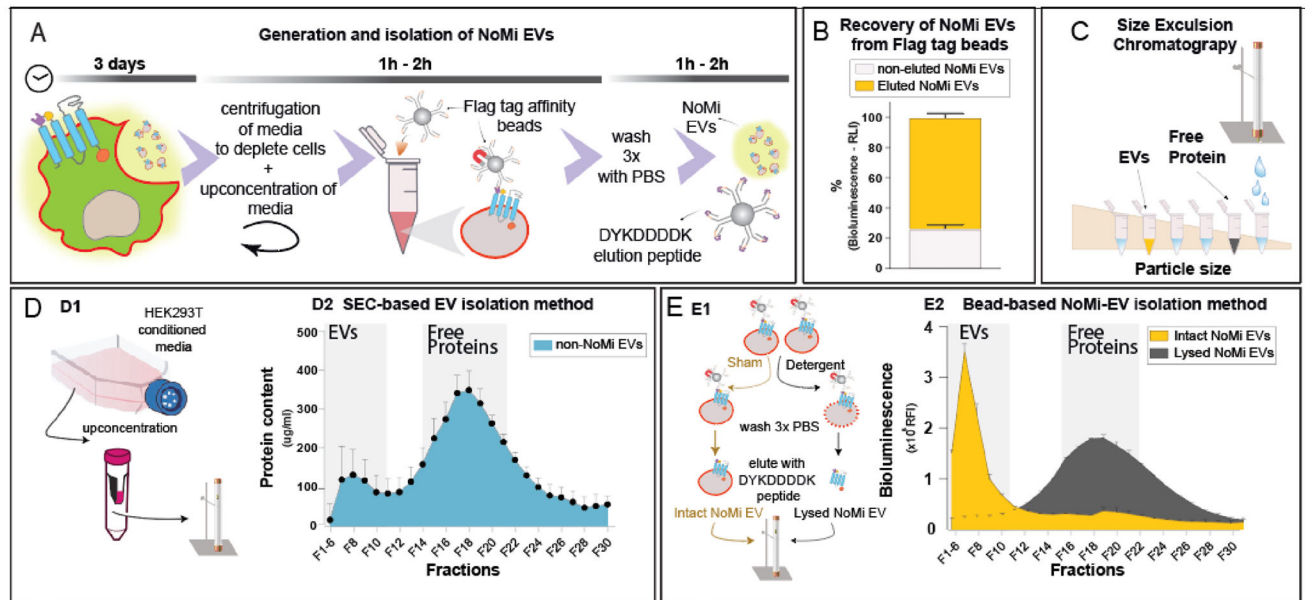 A
Generation and isolation of NoMi EVs
3 days
1h - 2h
1h - 2h
centrifugation
of media
to deplete cells
+
upconcentration of
media
Flag tag affinity
beads
wash
3x
with PBS
NoMi
EVs
DYKDDDDK
elution peptide
B
Recovery of NoMi EVs
from Flag tag beads
non-eluted NoMi EVs
Eluted NoMi EVs
%
(Bioluminescence - RLI)
100
80
60
40
20
0
C
Size Exculsion
Chromatograpy
Free
Protein
EVs
Particle size
D
D1
HEK293T
conditioned
media
upconcentration
D2 SEC-based EV isolation method
EVs
Free
Proteins
non-NoMi EVs
Protein content
(ug/ml)
500
400
300
200
100
0
F1-6
F8
F10
F12
F14
F16
F18
F20
F22
F24
F26
F28
F30
Fractions
E
E1
Sham
Detergent
wash 3x PBS
elute with
DYKDDDDK
peptide
Intact NoMi EV
Lysed NoMi EV
E2 Bead-based NoMi-EV isolation method
EVs
Free Proteins
Intact NoMi EVs
Lysed NoMi EVs
Bioluminescence
4
3
2
1
0
F1-6
F8
F10
F12
F14
F16
F18
F20
F22
F24
F26
F28
F30
Fractions